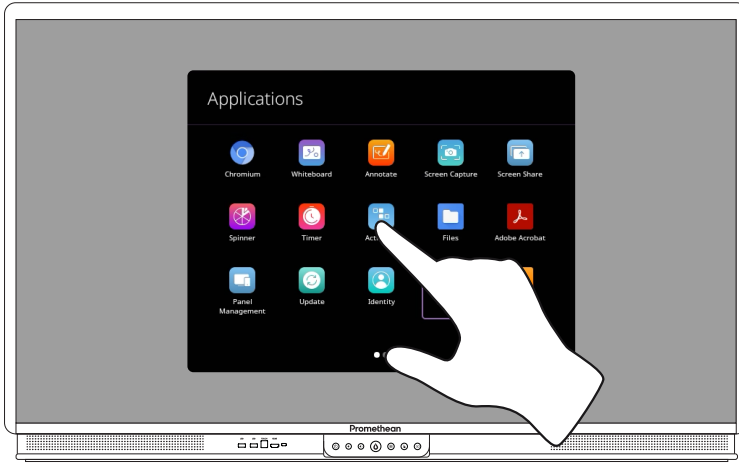 Applications
Chromium
Whiteboard
Annotate
Screen Capture
Screen Share
Spinner
Timer
Files
Adobe Acrobat
Panel
Management
Update
Identity
Promethean